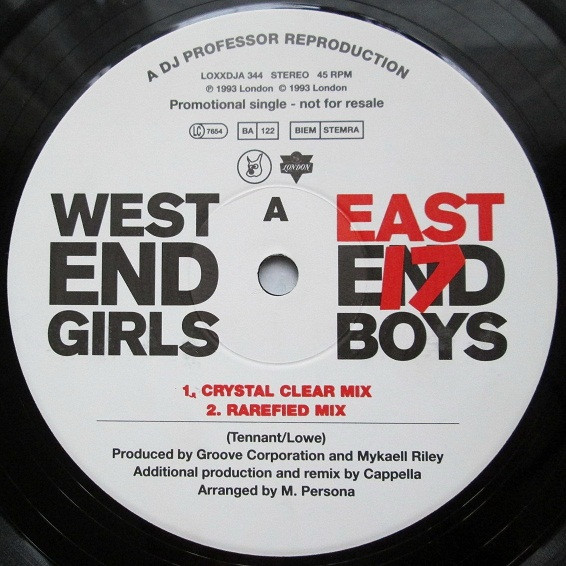 A DJ PROFESSOR REPRODUCTION
LOXXDJA 344 STEREO 45 RPM
℗ 1993 London © 1993 London
Promotional single - not for resale
LC 7654 BA 122 BIEM STEMRA
LONDON
WEST A EAST
END END 17
GIRLS BOYS
1. CRYSTAL CLEAR MIX
2. RAREFIED MIX
(Tennant/Lowe)
Produced by Groove Corporation and Mykaell Riley
Additional production and remix by Cappella
Arranged by M. Persona